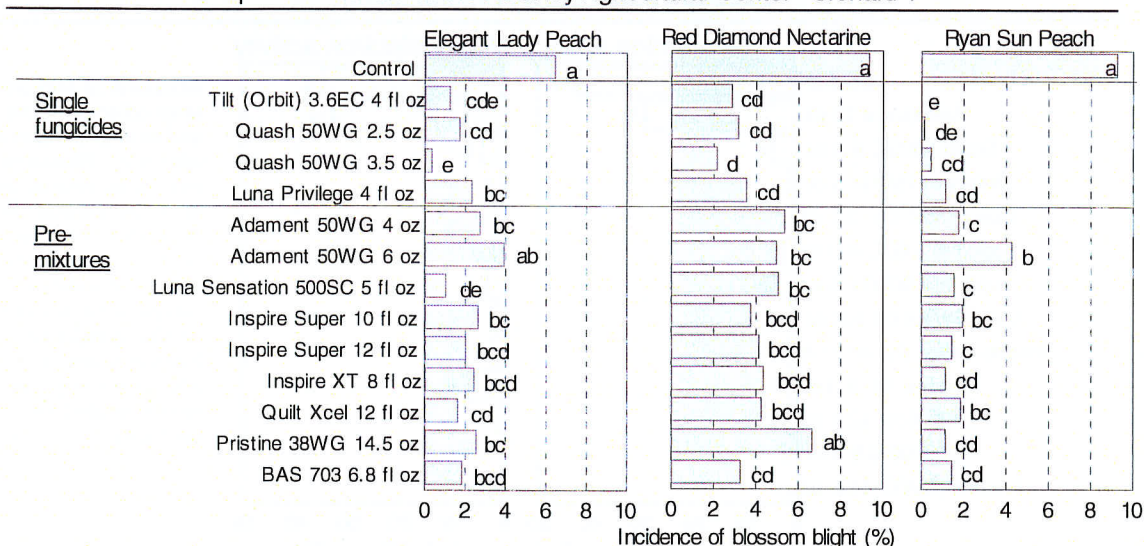 Elegant Lady Peach Red Diamond Nectarine Ryan Sun Peach
Control a a a
Single fungicides
Tilt (Orbit) 3.6EC 4 fl oz cde cd e
Quash 50WG 2.5 oz cd cd de
Quash 50WG 3.5 oz e d cd
Luna Privilege 4 fl oz bc cd cd
Pre-mixtures
Adament 50WG 4 oz bc bc c
Adament 50WG 6 oz ab bc b
Luna Sensation 500SC 5 fl oz de bc c
Inspire Super 10 fl oz bc bcd bc
Inspire Super 12 fl oz bcd bcd c
Inspire XT 8 fl oz bcd bcd cd
Quilt Xcel 12 fl oz cd bcd bc
Pristine 38WG 14.5 oz bc ab cd
BAS 703 6.8 fl oz bcd cd cd
0 2 4 6 8 10 0 2 4 6 8 10 0 2 4 6 8 10
Incidence of blossom blight (%)